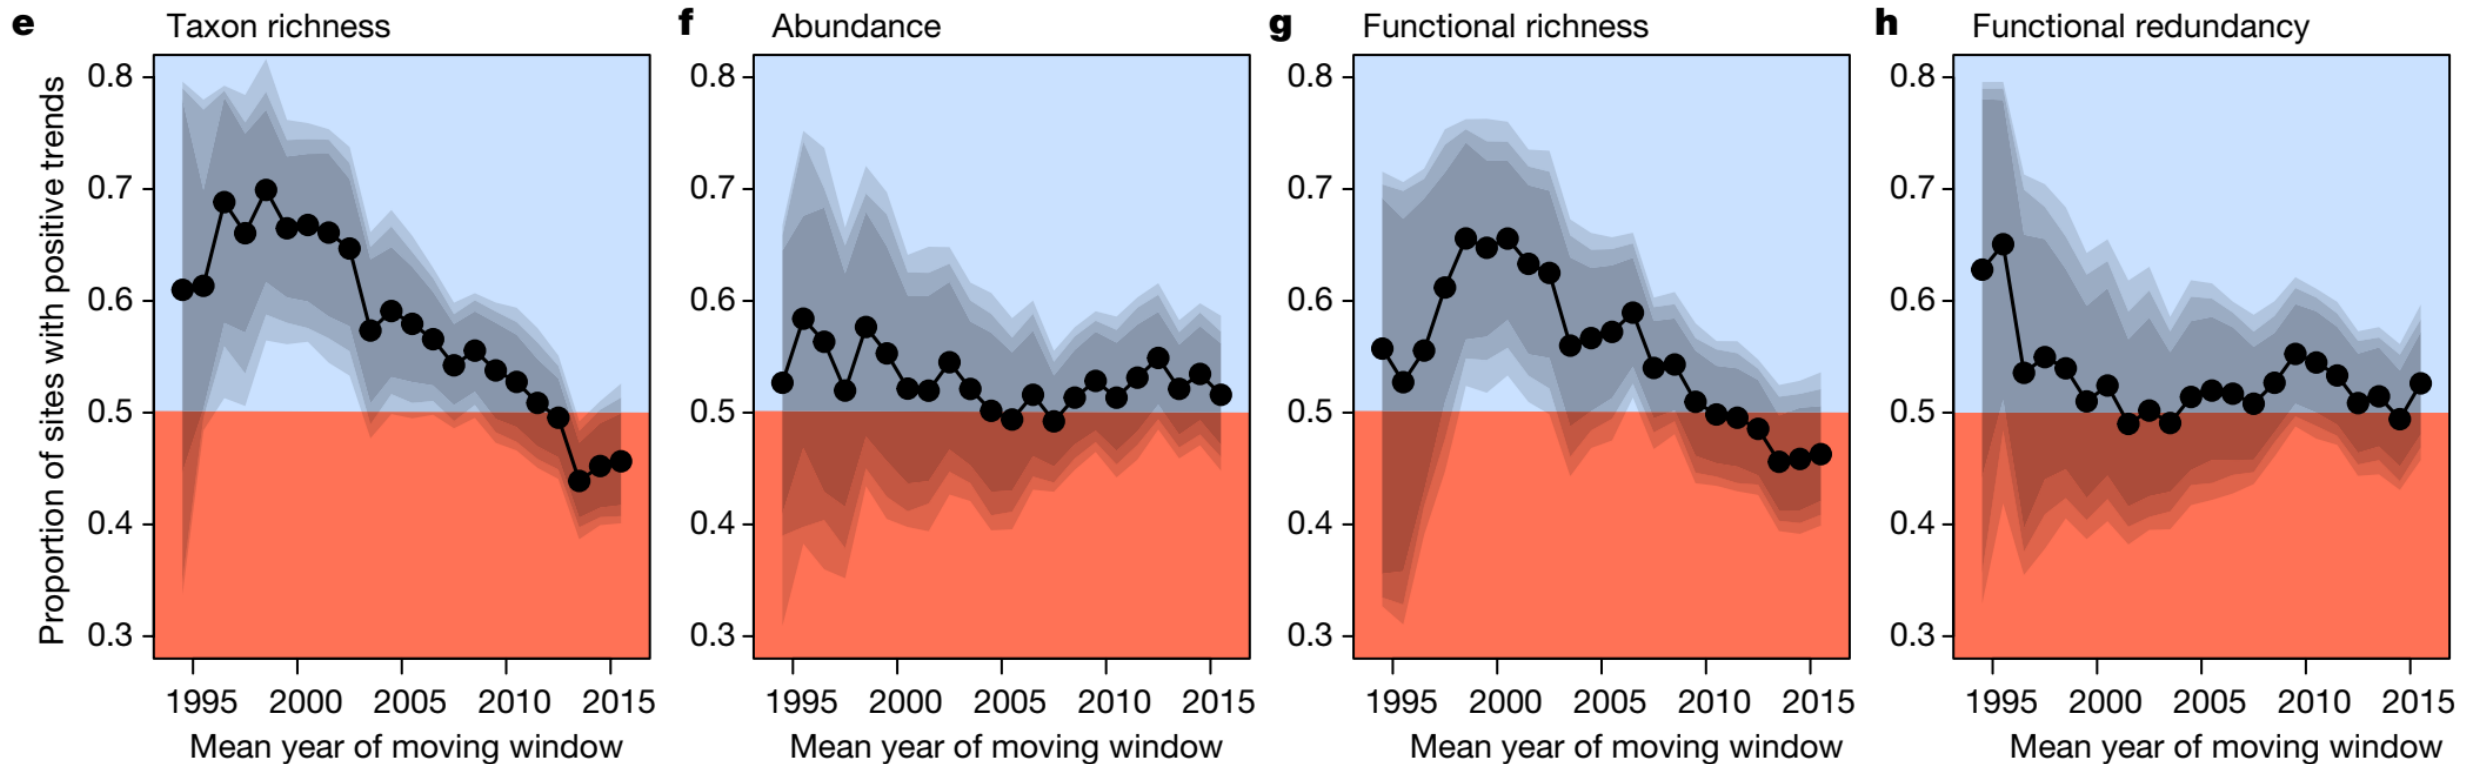 e Taxon richness
f Abundance
g Functional richness
h Functional redundancy
Proportion of sites with positive trends
0.8
0.7
0.6
0.5
0.4
0.3
1995 2000 2005 2010 2015
Mean year of moving window
0.8
0.7
0.6
0.5
0.4
0.3
1995 2000 2005 2010 2015
Mean year of moving window
0.8
0.7
0.6
0.5
0.4
0.3
1995 2000 2005 2010 2015
Mean year of moving window
0.8
0.7
0.6
0.5
0.4
0.3
1995 2000 2005 2010 2015
Mean year of moving window